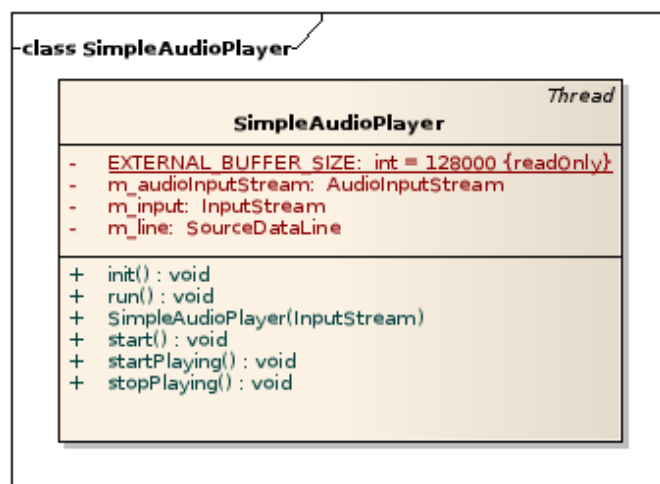 class SimpleAudioPlayer
Thread
SimpleAudioPlayer
- EXTERNAL_BUFFER_SIZE: int = 128000 {readOnly}
- m_audioInputStream: AudioInputStream
- m_input: InputStream
- m_line: SourceDataLine
+ init() : void
+ run() : void
+ SimpleAudioPlayer(InputStream)
+ start() : void
+ startPlaying() : void
+ stopPlaying() : void